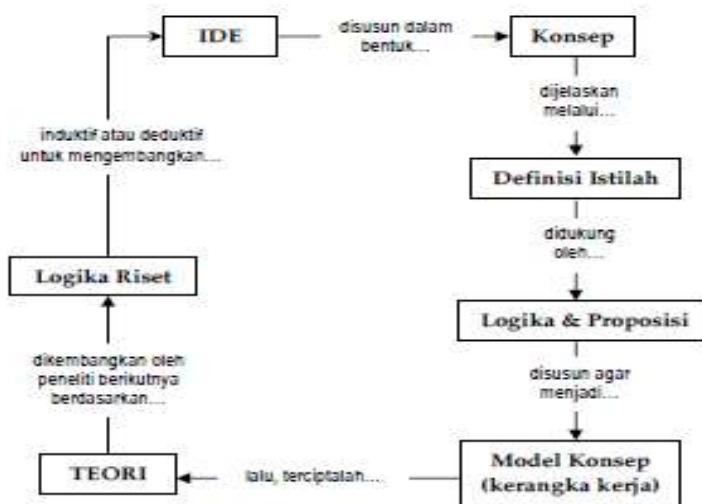 IDE
disusun dalam
bentuk...
Konsep
dijelaskan
melalui...
Definisi Istilah
didukung
oleh...
Logika & Proposisi
disusun agar
menjadi...
Model Konsep
(kerangka kerja)
lalu, terciptalah...
TEORI
dikembangkan oleh
peneliti berikutnya
berdasarkan...
Logika Riset
induktif atau deduktif
untuk mengembangkan...